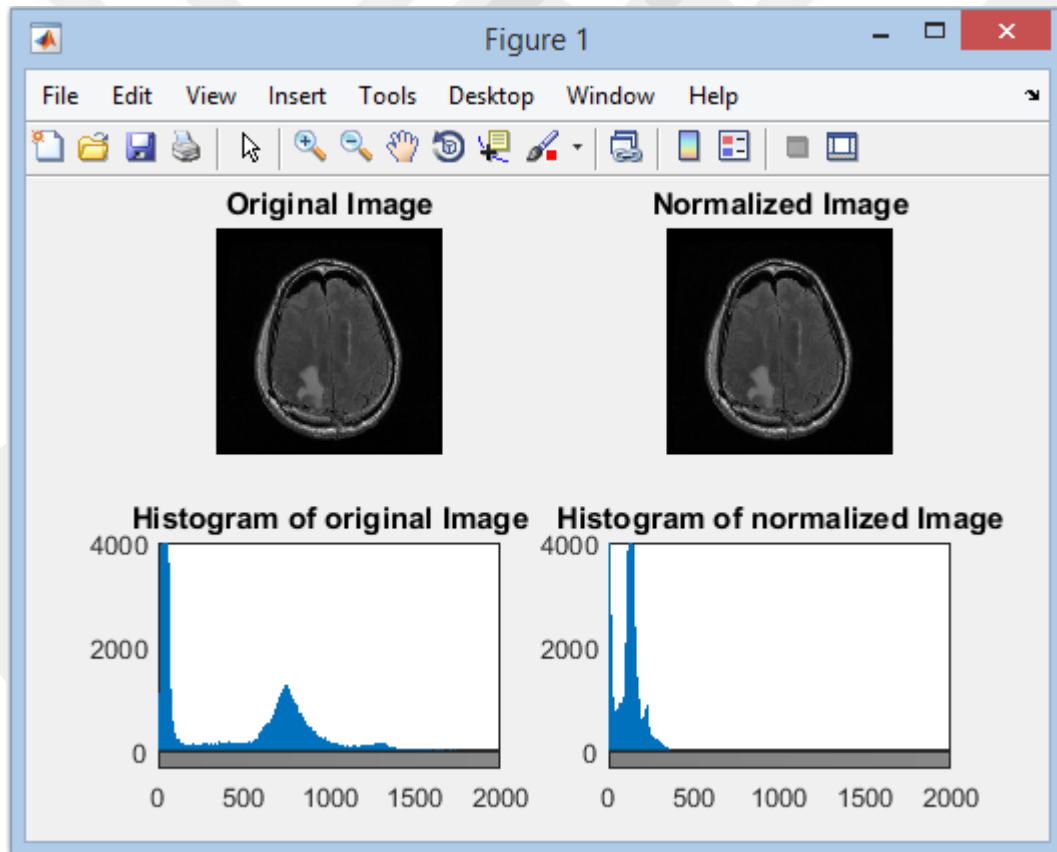 Figure 1
File Edit View Insert Tools Desktop Window Help
Original Image
Normalized Image
Histogram of original Image
Histogram of normalized Image
4000
2000
0
0 500 1000 1500 2000
4000
2000
0
0 500 1000 1500 2000